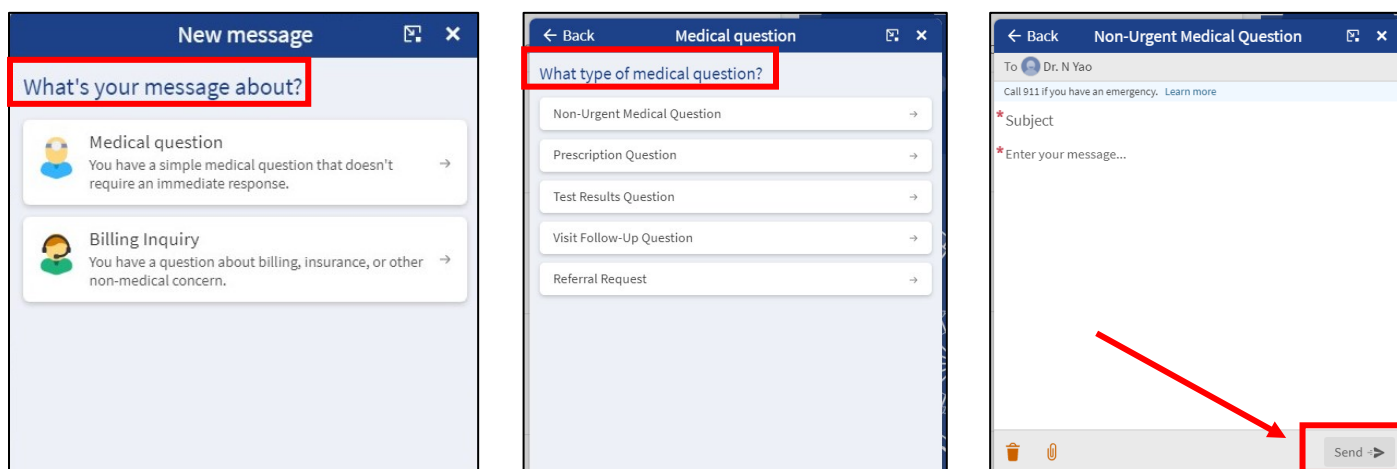 New message
What's your message about?
Medical question
You have a simple medical question that doesn't
require an immediate response.
Billing Inquiry
You have a question about billing, insurance, or other
non-medical concern.
Back
Medical question
What type of medical question?
Non-Urgent Medical Question
Prescription Question
Test Results Question
Visit Follow-Up Question
Referral Request
Back
Non-Urgent Medical Question
To Dr. N Yao
Call 911 if you have an emergency. Learn more
*Subject
*Enter your message...
Send